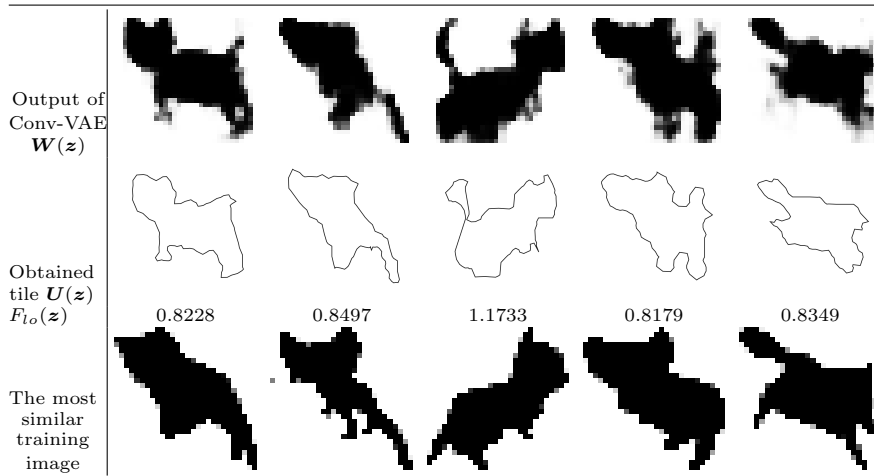 Output of
Conv-VAE
W(z)
Obtained
tile U(z)
F_lo(z) 0.8228 0.8497 1.1733 0.8179 0.8349
The most
similar
training
image